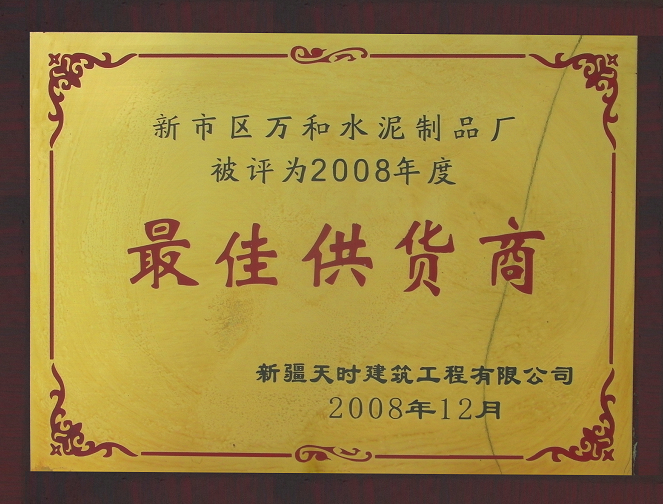 新市区万和水泥制品厂
被评为2008年度
最佳供货商
新疆天时建筑工程有限公司
2008年12月